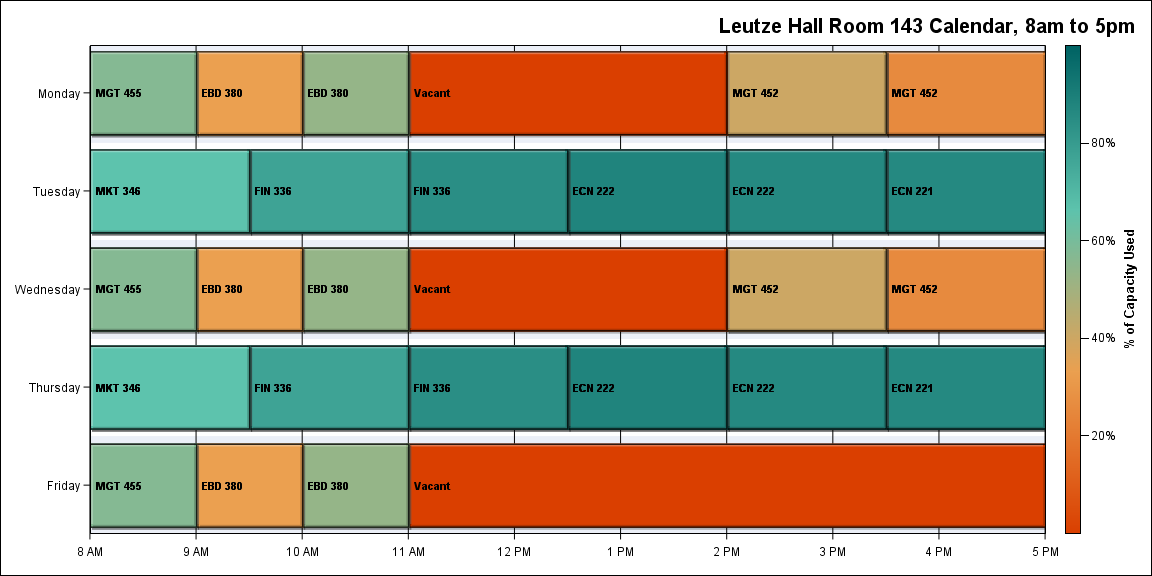 Leutze Hall Room 143 Calendar, 8am to 5pm
Monday
MGT 455
EBD 380
EBD 380
Vacant
MGT 452
MGT 452
Tuesday
MKT 346
FIN 336
FIN 336
ECN 222
ECN 222
ECN 221
Wednesday
MGT 455
EBD 380
EBD 380
Vacant
MGT 452
MGT 452
Thursday
MKT 346
FIN 336
FIN 336
ECN 222
ECN 222
ECN 221
Friday
MGT 455
EBD 380
EBD 380
Vacant
8 AM
9 AM
10 AM
11 AM
12 PM
1 PM
2 PM
3 PM
4 PM
5 PM
80%
60%
40%
20%
% of Capacity Used